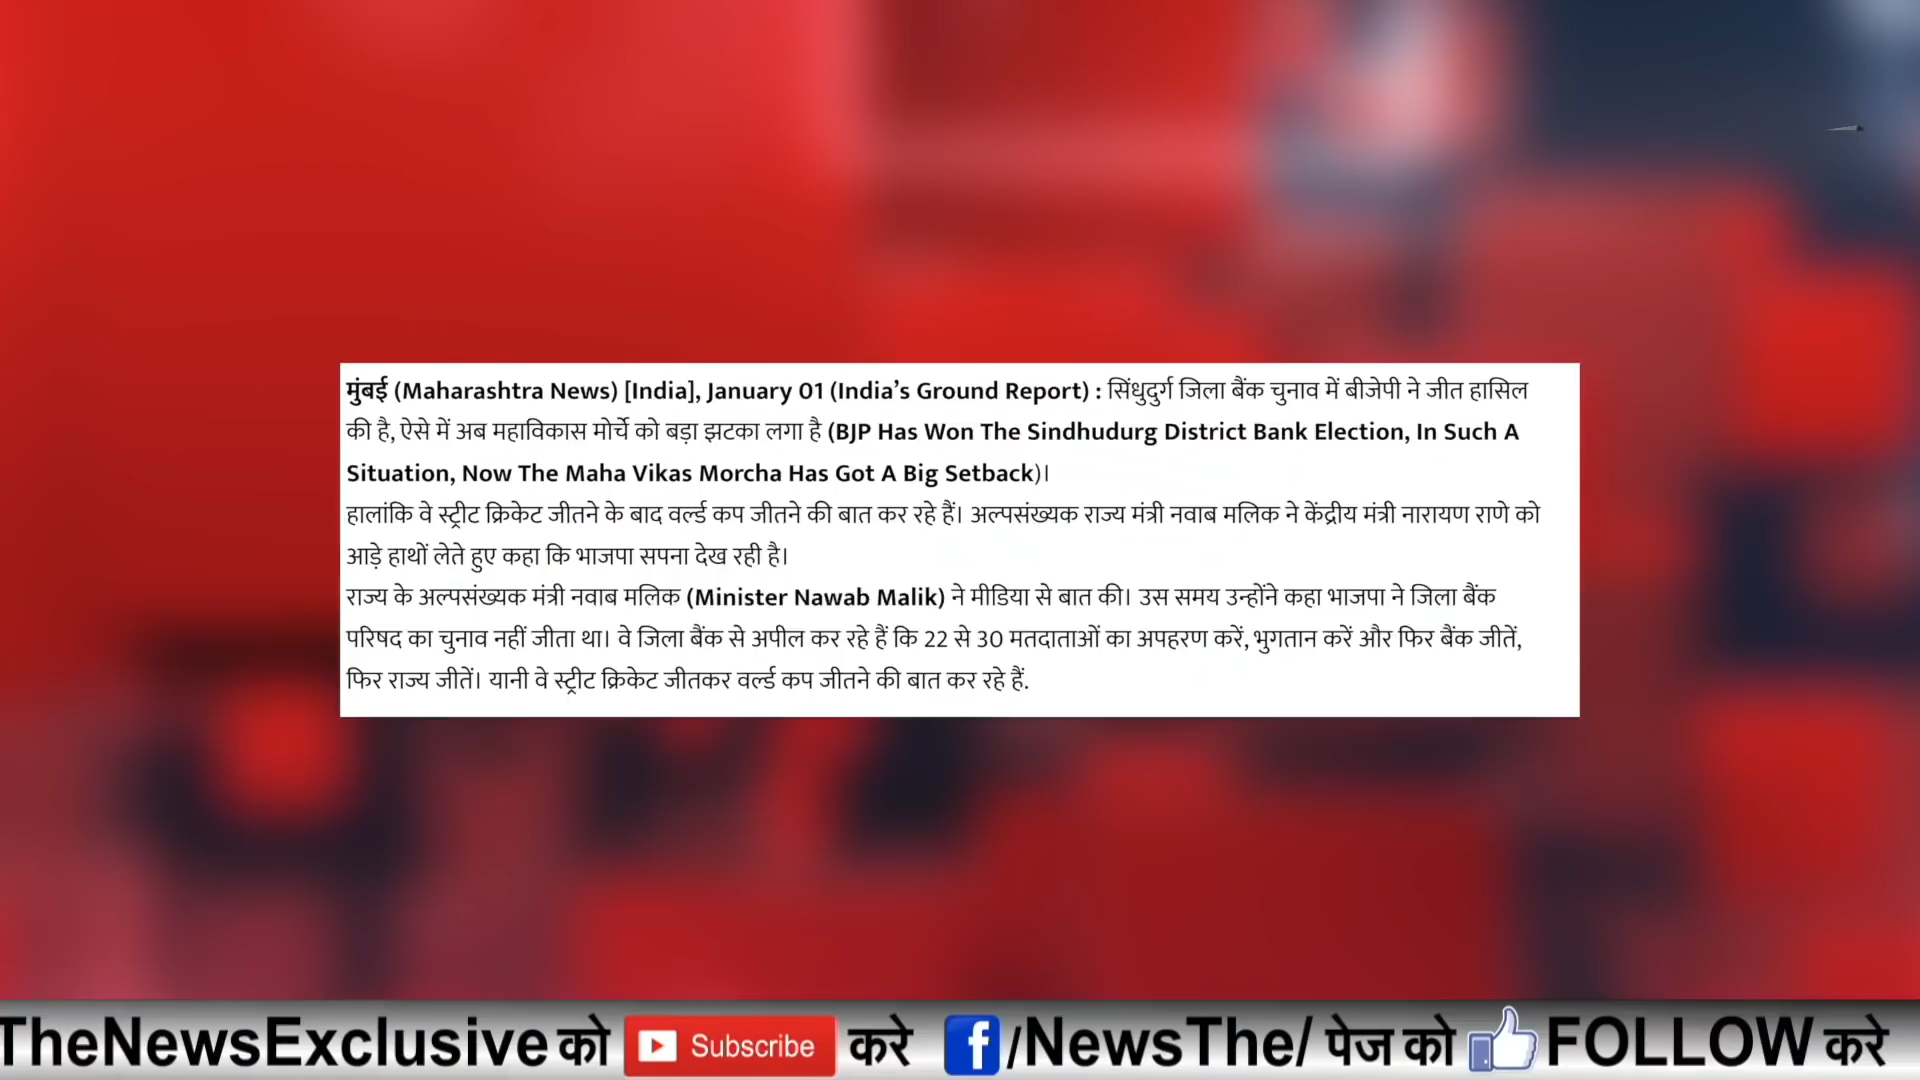 मुंबई (Maharashtra News) [India], January 01 (India’s Ground Report) : सिंधुदुर्ग जिला बैंक चुनाव में बीजेपी ने जीत हासिल
की है, ऐसे में अब महाविकास मोर्चे को बड़ा झटका लगा है (BJP Has Won The Sindhudurg District Bank Election, In Such A
Situation, Now The Maha Vikas Morcha Has Got A Big Setback)।
हालांकि वे स्ट्रीट क्रिकेट जीतने के बाद वर्ल्ड कप जीतने की बात कर रहे हैं। अल्पसंख्यक राज्य मंत्री नवाब मलिक ने केंद्रीय मंत्री नारायण राणे को
आड़े हाथों लेते हुए कहा कि भाजपा सपना देख रही है।
राज्य के अल्पसंख्यक मंत्री नवाब मलिक (Minister Nawab Malik) ने मीडिया से बात की। उस समय उन्होंने कहा भाजपा ने जिला बैंक
परिषद का चुनाव नहीं जीता था। वे जिला बैंक से अपील कर रहे हैं कि 22 से 30 मतदाताओं का अपहरण करें, भुगतान करें और फिर बैंक जीतें,
फिर राज्य जीतें। यानी वे स्ट्रीट क्रिकेट जीतकर वर्ल्ड कप जीतने की बात कर रहे हैं.
TheNewsExclusive को Subscribe करे f/NewsThe/ पेज को FOLLOW करे